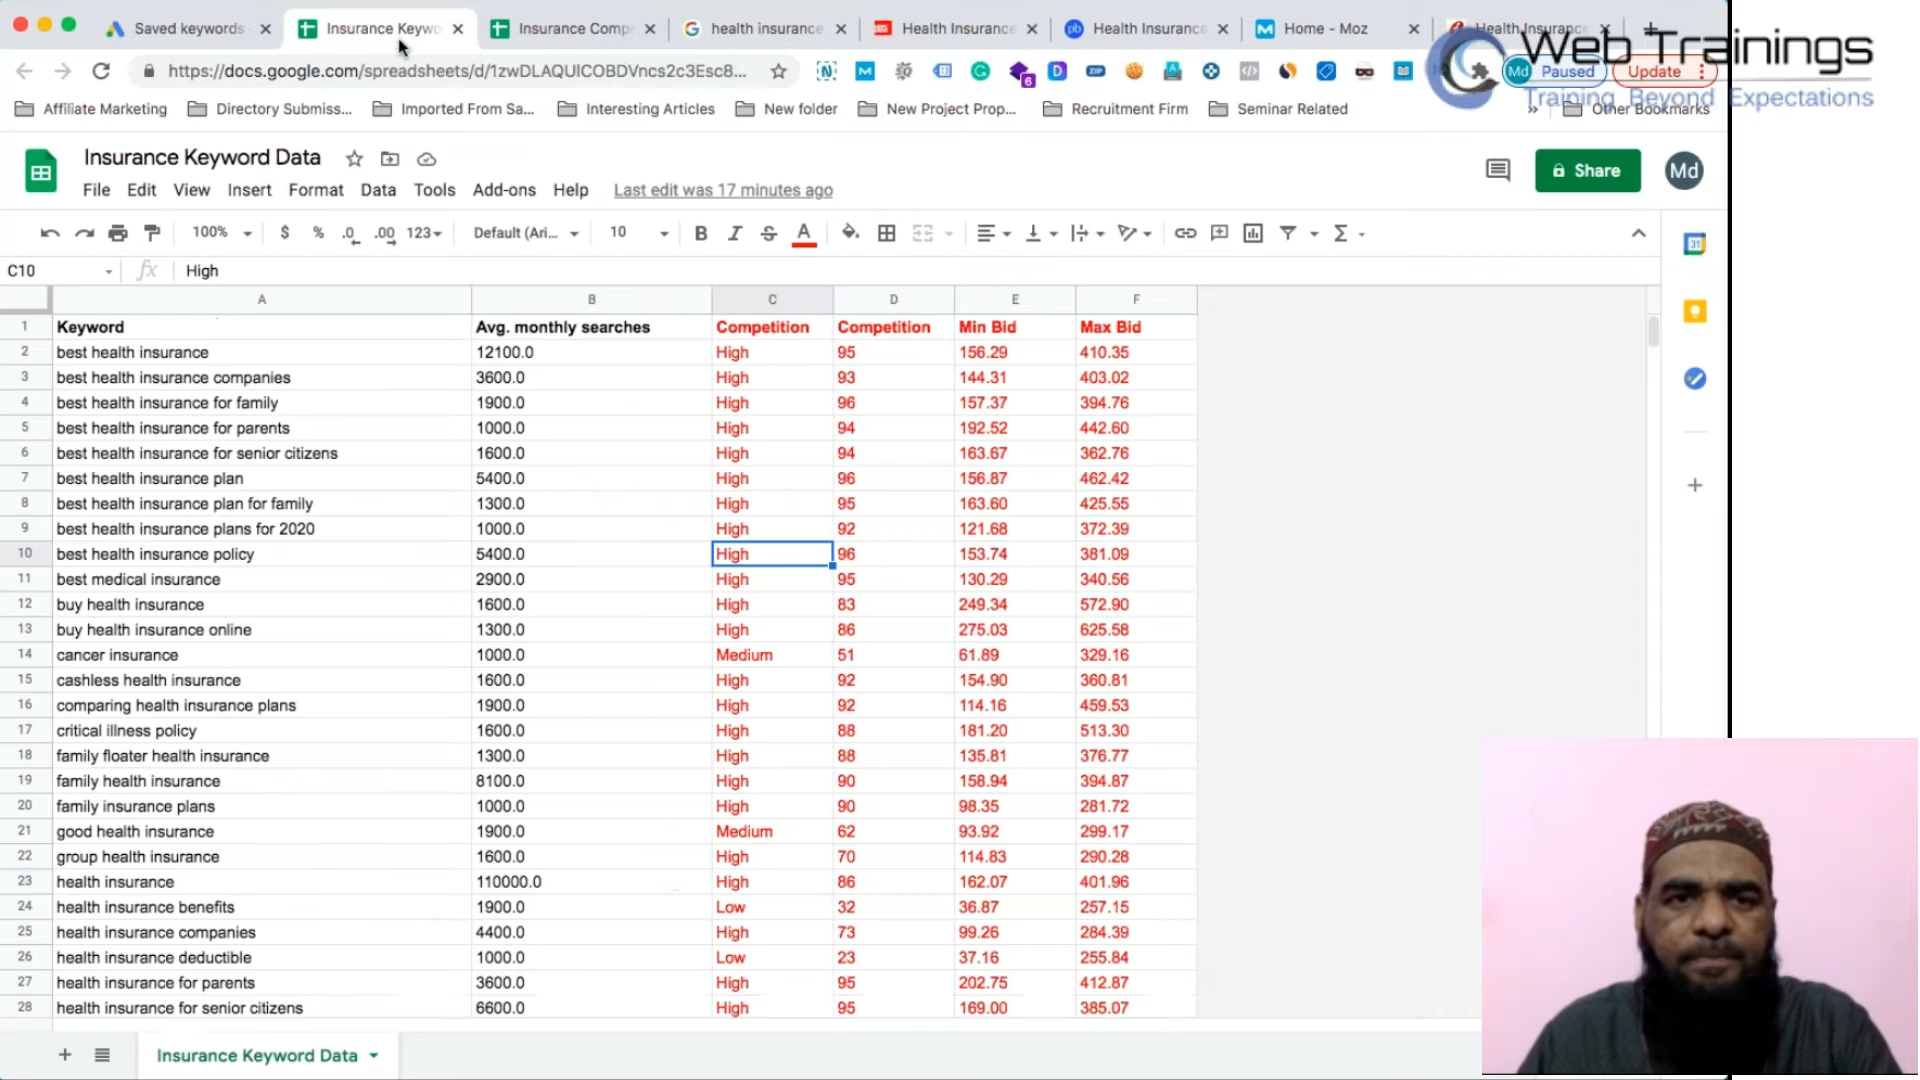 Saved keywords
Insurance Keywo
Insurance Comp
health insurance
Health Insurance
Health Insurance
Home - Moz
Health Insurance
Web Trainings
Training Beyond Expectations
https://docs.google.com/spreadsheets/d/1zwDLAQUICOBDVncs2c3Esc8...
Md Paused
Update
Affiliate Marketing
Directory Submiss...
Imported From Sa...
Interesting Articles
New folder
New Project Prop...
Recruitment Firm
Seminar Related
Other Bookmarks
Insurance Keyword Data
File Edit View Insert Format Data Tools Add-ons Help Last edit was 17 minutes ago
Share
Md
100% $ % .0 .00 123 Default (Ari... 10 B I S A
C10 fx High
A B C D E F
1 Keyword Avg. monthly searches Competition Competition Min Bid Max Bid
2 best health insurance 12100.0 High 95 156.29 410.35
3 best health insurance companies 3600.0 High 93 144.31 403.02
4 best health insurance for family 1900.0 High 96 157.37 394.76
5 best health insurance for parents 1000.0 High 94 192.52 442.60
6 best health insurance for senior citizens 1600.0 High 94 163.67 362.76
7 best health insurance plan 5400.0 High 96 156.87 462.42
8 best health insurance plan for family 1300.0 High 95 163.60 425.55
9 best health insurance plans for 2020 1000.0 High 92 121.68 372.39
10 best health insurance policy 5400.0 High 96 153.74 381.09
11 best medical insurance 2900.0 High 95 130.29 340.56
12 buy health insurance 1600.0 High 83 249.34 572.90
13 buy health insurance online 1300.0 High 86 275.03 625.58
14 cancer insurance 1000.0 Medium 51 61.89 329.16
15 cashless health insurance 1600.0 High 92 154.90 360.81
16 comparing health insurance plans 1900.0 High 92 114.16 459.53
17 critical illness policy 1600.0 High 88 181.20 513.30
18 family floater health insurance 1300.0 High 88 135.81 376.77
19 family health insurance 8100.0 High 90 158.94 394.87
20 family insurance plans 1000.0 High 90 98.35 281.72
21 good health insurance 1900.0 Medium 62 93.92 299.17
22 group health insurance 1600.0 High 70 114.83 290.28
23 health insurance 110000.0 High 86 162.07 401.96
24 health insurance benefits 1900.0 Low 32 36.87 257.15
25 health insurance companies 4400.0 High 73 99.26 284.39
26 health insurance deductible 1000.0 Low 23 37.16 255.84
27 health insurance for parents 3600.0 High 95 202.75 412.87
28 health insurance for senior citizens 6600.0 High 95 169.00 385.07
Insurance Keyword Data